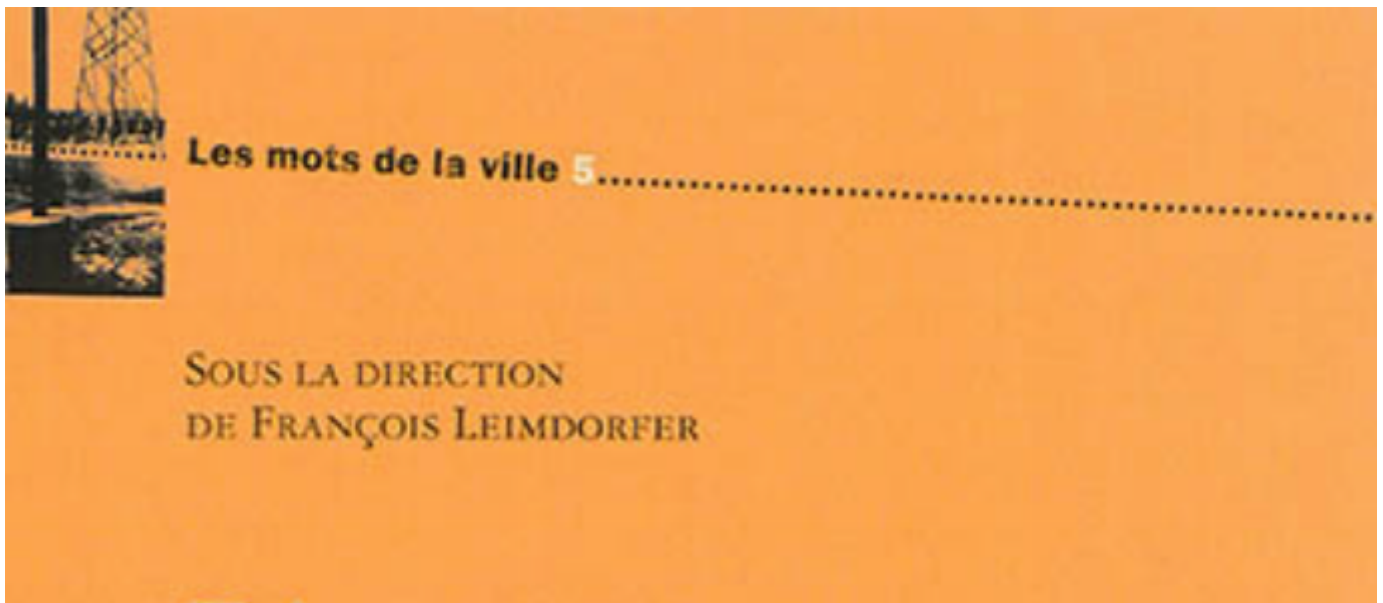 Les mots de la ville 5
SOUS LA DIRECTION
DE FRANÇOIS LEIMDORFER